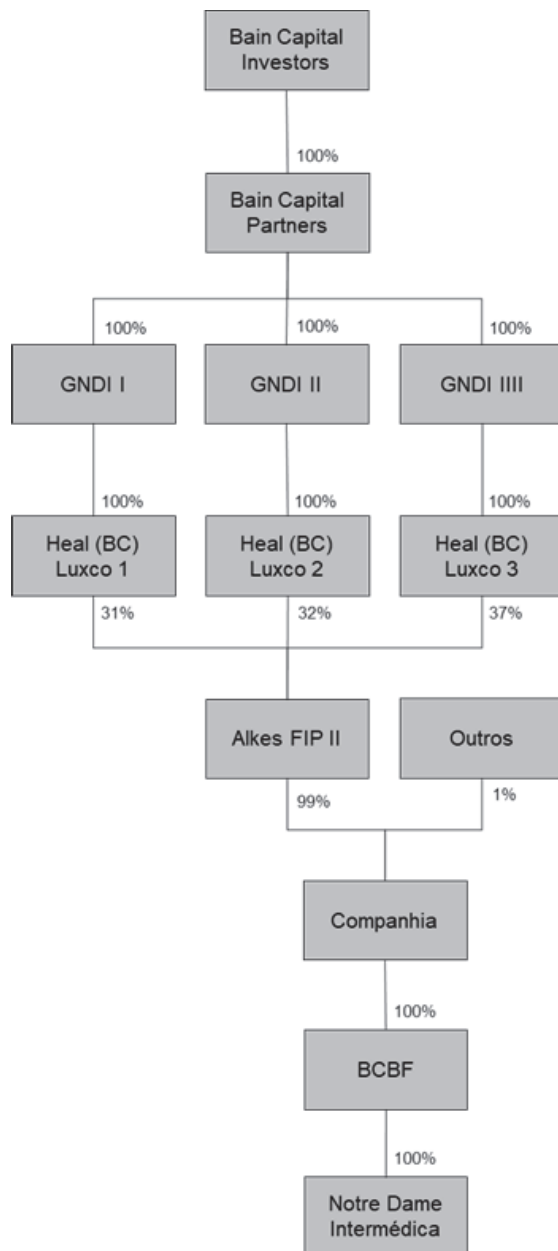 Bain Capital
Investors
100%
Bain Capital
Partners
100%
100%
100%
GNDI I
GNDI II
GNDI IIII
100%
100%
100%
Heal (BC)
Luxco 1
Heal (BC)
Luxco 2
Heal (BC)
Luxco 3
31%
32%
37%
Alkes FIP II
Outros
99%
1%
Companhia
100%
BCBF
100%
Notre Dame
Intermédica